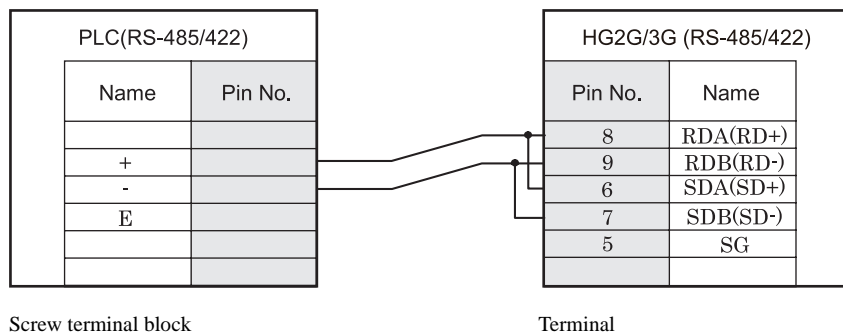 PLC(RS-485/422)
Name Pin No.
+
-
E
HG2G/3G (RS-485/422)
Pin No. Name
8 RDA(RD+)
9 RDB(RD-)
6 SDA(SD+)
7 SDB(SD-)
5 SG
Screw terminal block
Terminal